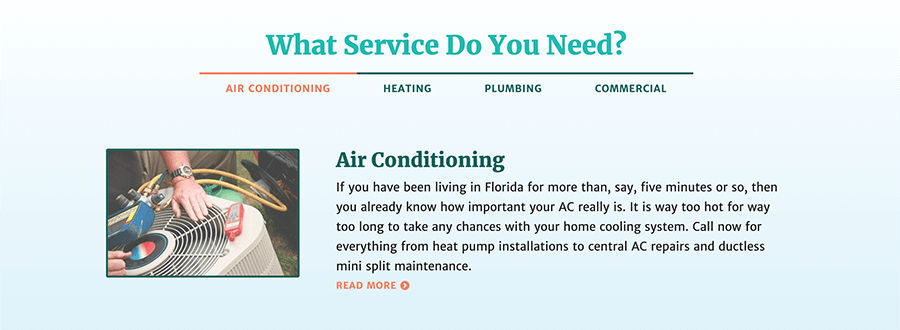 What Service Do You Need?
AIR CONDITIONING HEATING PLUMBING COMMERCIAL
Air Conditioning
If you have been living in Florida for more than, say, five minutes or so, then
you already know how important your AC really is. It is way too hot for way
too long to take any chances with your home cooling system. Call now for
everything from heat pump installations to central AC repairs and ductless
mini split maintenance.
READ MORE